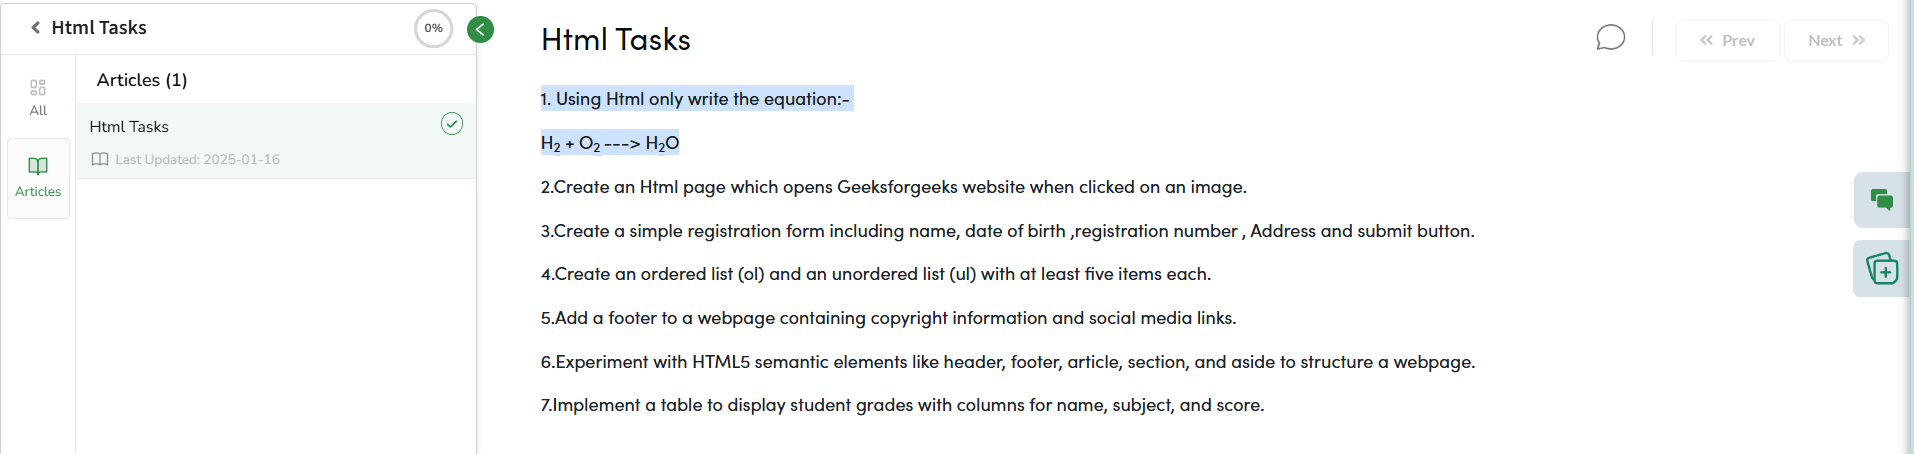 Html Tasks
0%
All
Articles
Articles (1)
Html Tasks
Last Updated: 2025-01-16
Html Tasks
Prev
Next
1. Using Html only write the equation:-
H₂ + O₂ ---> H₂O
2.Create an Html page which opens Geeksforgeeks website when clicked on an image.
3.Create a simple registration form including name, date of birth ,registration number , Address and submit button.
4.Create an ordered list (ol) and an unordered list (ul) with at least five items each.
5.Add a footer to a webpage containing copyright information and social media links.
6.Experiment with HTML5 semantic elements like header, footer, article, section, and aside to structure a webpage.
7.Implement a table to display student grades with columns for name, subject, and score.